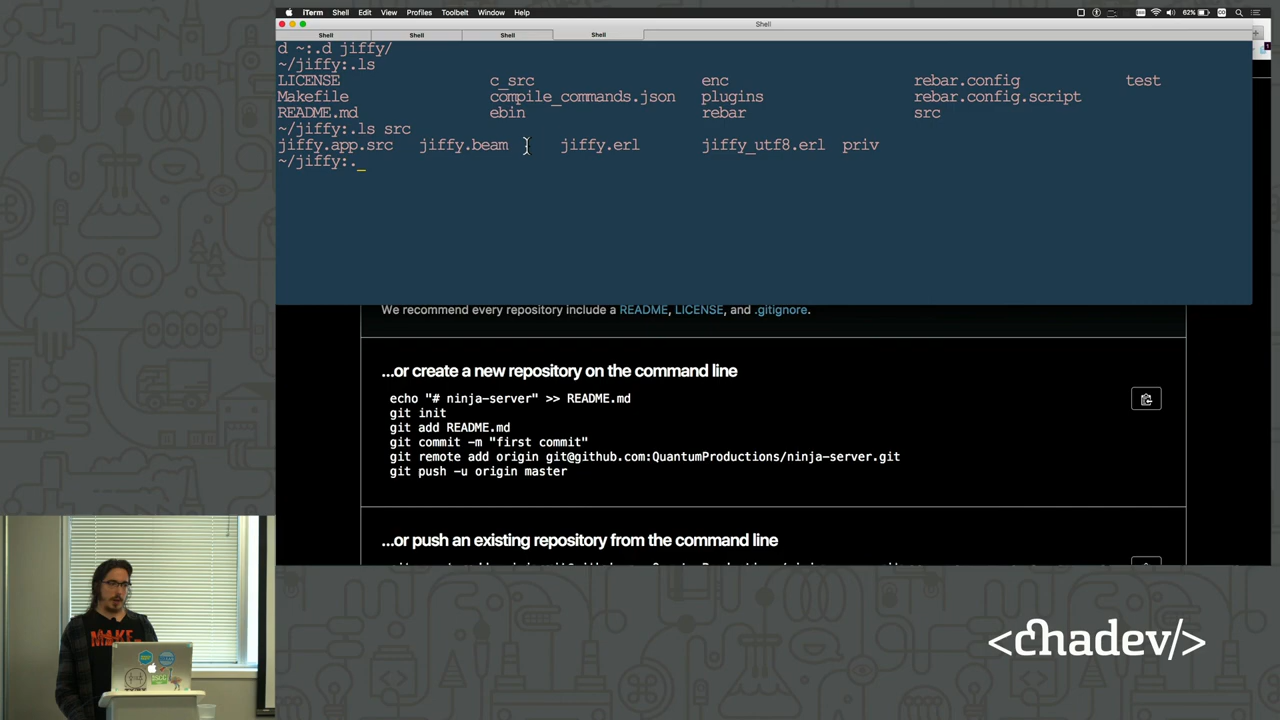 iTerm Shell Edit View Profiles Toolbelt Window Help 62%
Shell
Shell Shell Shell Shell
d ~:.d jiffy/
~/jiffy:.ls
LICENSE c_src enc rebar.config test
Makefile compile_commands.json plugins rebar.config.script
README.md ebin rebar src
~/jiffy:.ls src
jiffy.app.src jiffy.beam jiffy.erl jiffy_utf8.erl priv
~/jiffy:._
We recommend every repository include a README, LICENSE, and .gitignore.
...or create a new repository on the command line
echo "# ninja-server" >> README.md
git init
git add README.md
git commit -m "first commit"
git remote add origin git@github.com:QuantumProductions/ninja-server.git
git push -u origin master
...or push an existing repository from the command line
MAKE
<chadev/>